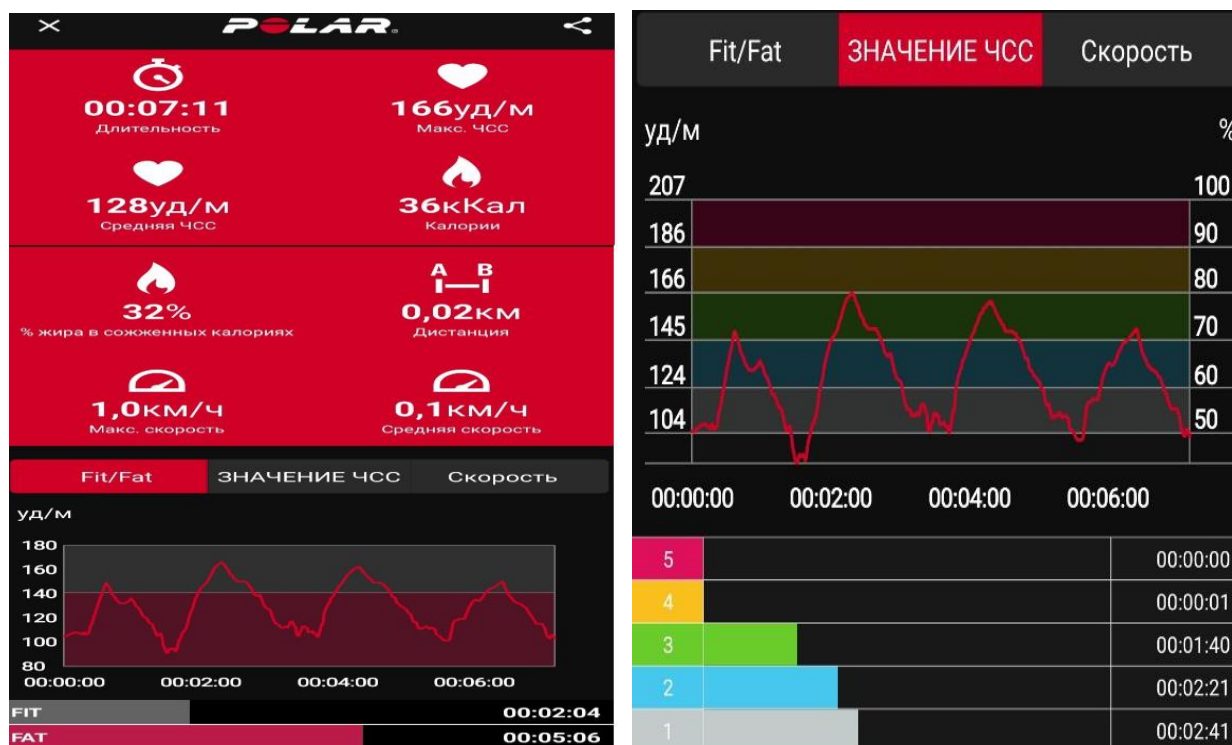 POLAR
00:07:11 166уд/м
Длительность Макс. ЧСС
128уд/м 36кКал
Средняя ЧСС Калории
32% A B
0,02км
% жира в сожженных калориях Дистанция
1,0км/ч 0,1км/ч
Макс. скорость Средняя скорость
Fit/Fat ЗНАЧЕНИЕ ЧСС Скорость
уд/м
180
160
140
120
100
80
00:00:00 00:02:00 00:04:00 00:06:00
FIT 00:02:04
FAT 00:05:06
Fit/Fat ЗНАЧЕНИЕ ЧСС Скорость
уд/м %
207 100
186 90
166 80
145 70
124 60
104 50
00:00:00 00:02:00 00:04:00 00:06:00
5 00:00:00
4 00:00:01
3 00:01:40
2 00:02:21
1 00:02:41